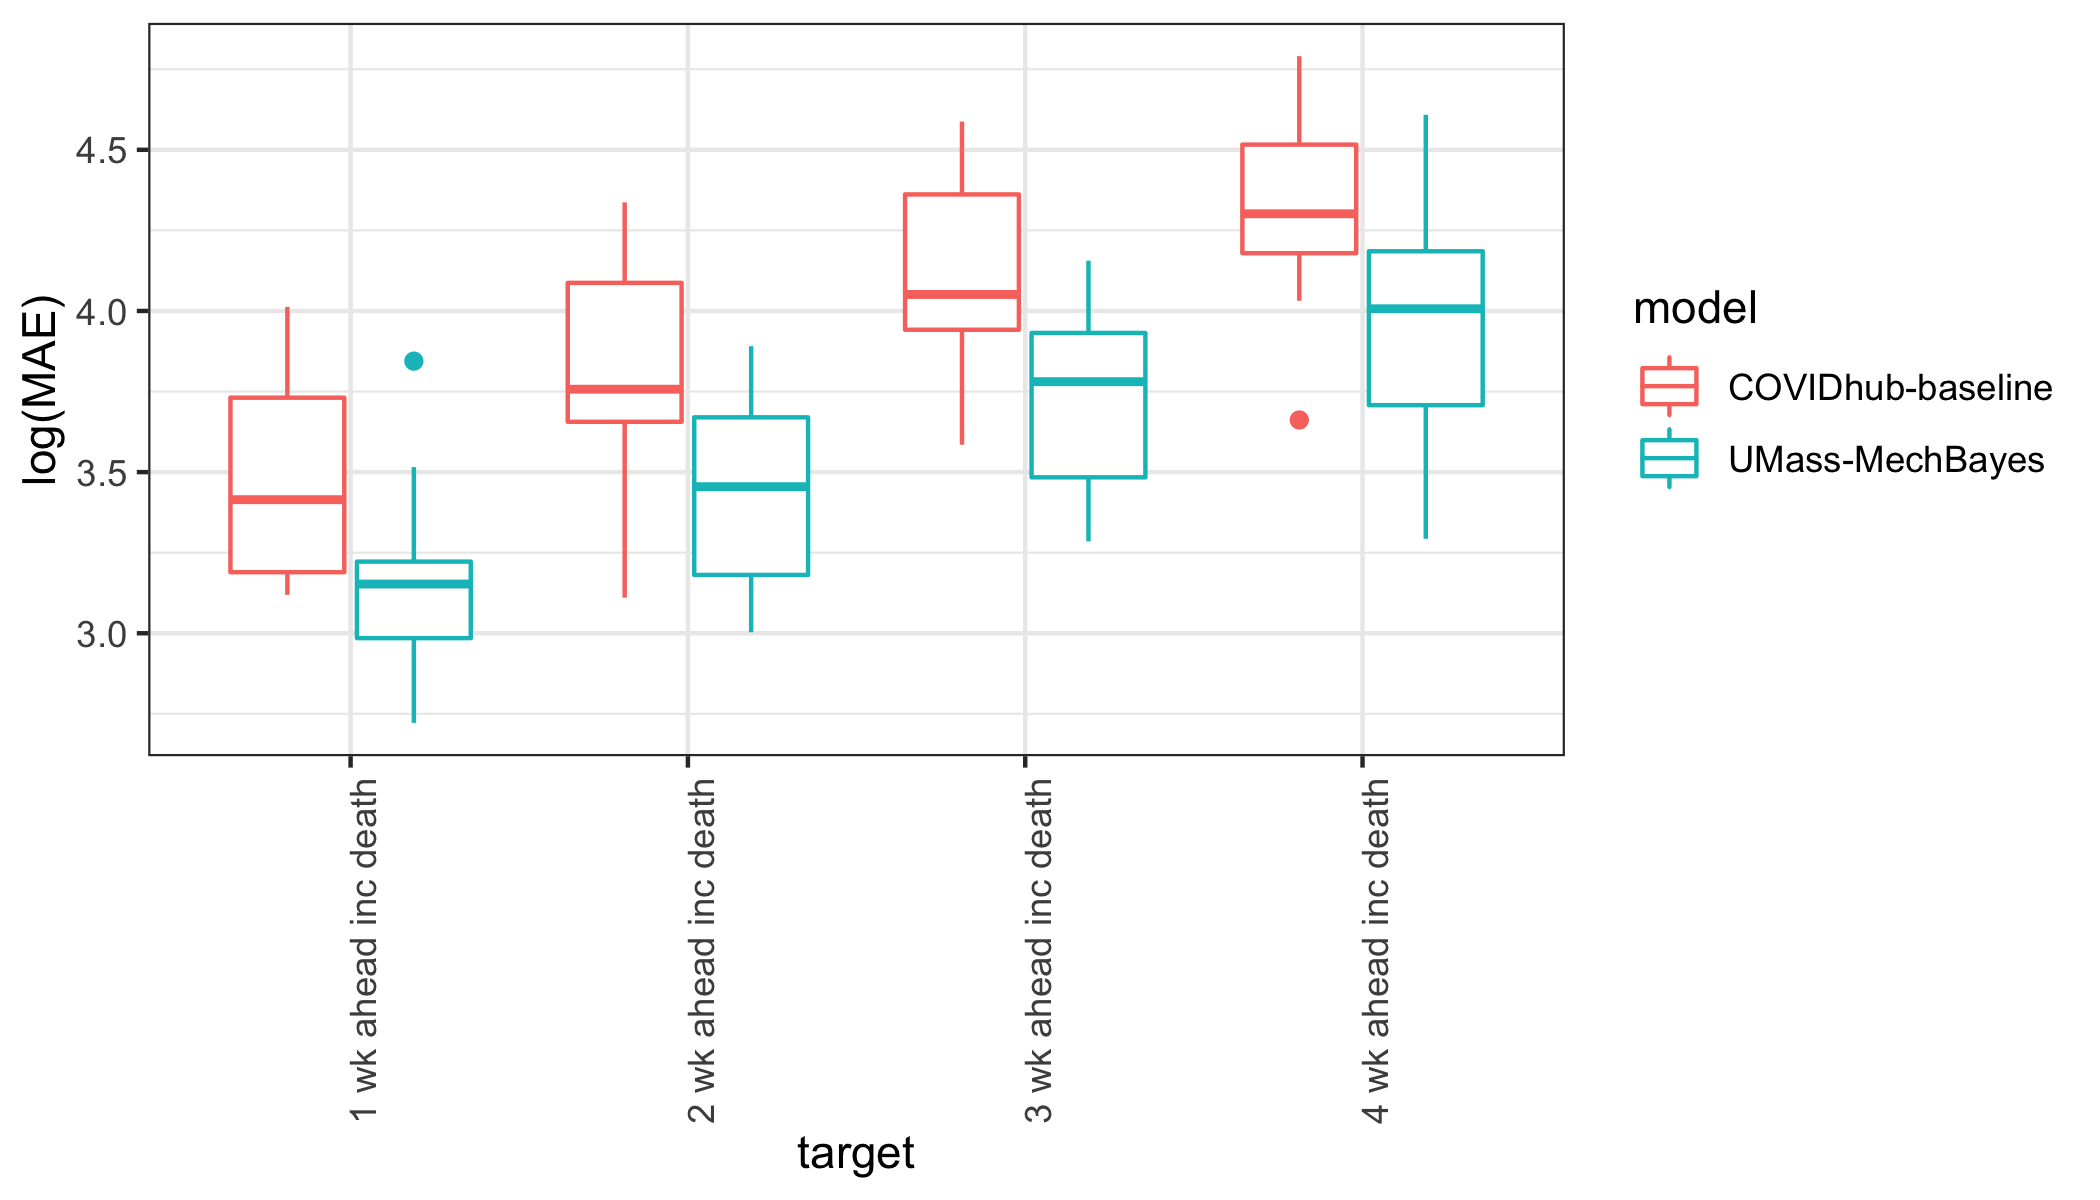 log(MAE)
4.5
4.0
3.5
3.0
1 wk ahead inc death
2 wk ahead inc death
3 wk ahead inc death
4 wk ahead inc death
target
model
COVIDhub-baseline
UMass-MechBayes